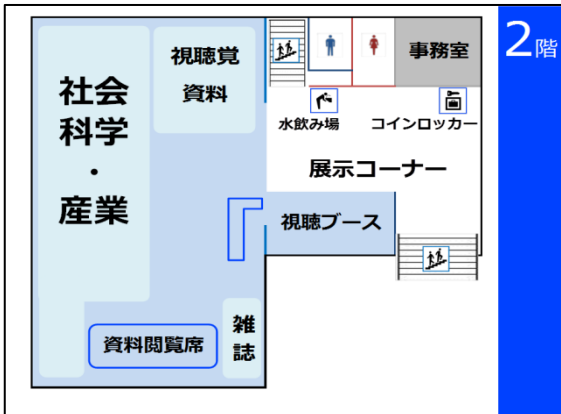 2階
視聴覚
資料
事務室
社会
科学
・
産業
水飲み場
コインロッカー
展示コーナー
視聴ブース
雑
誌
資料閲覧席